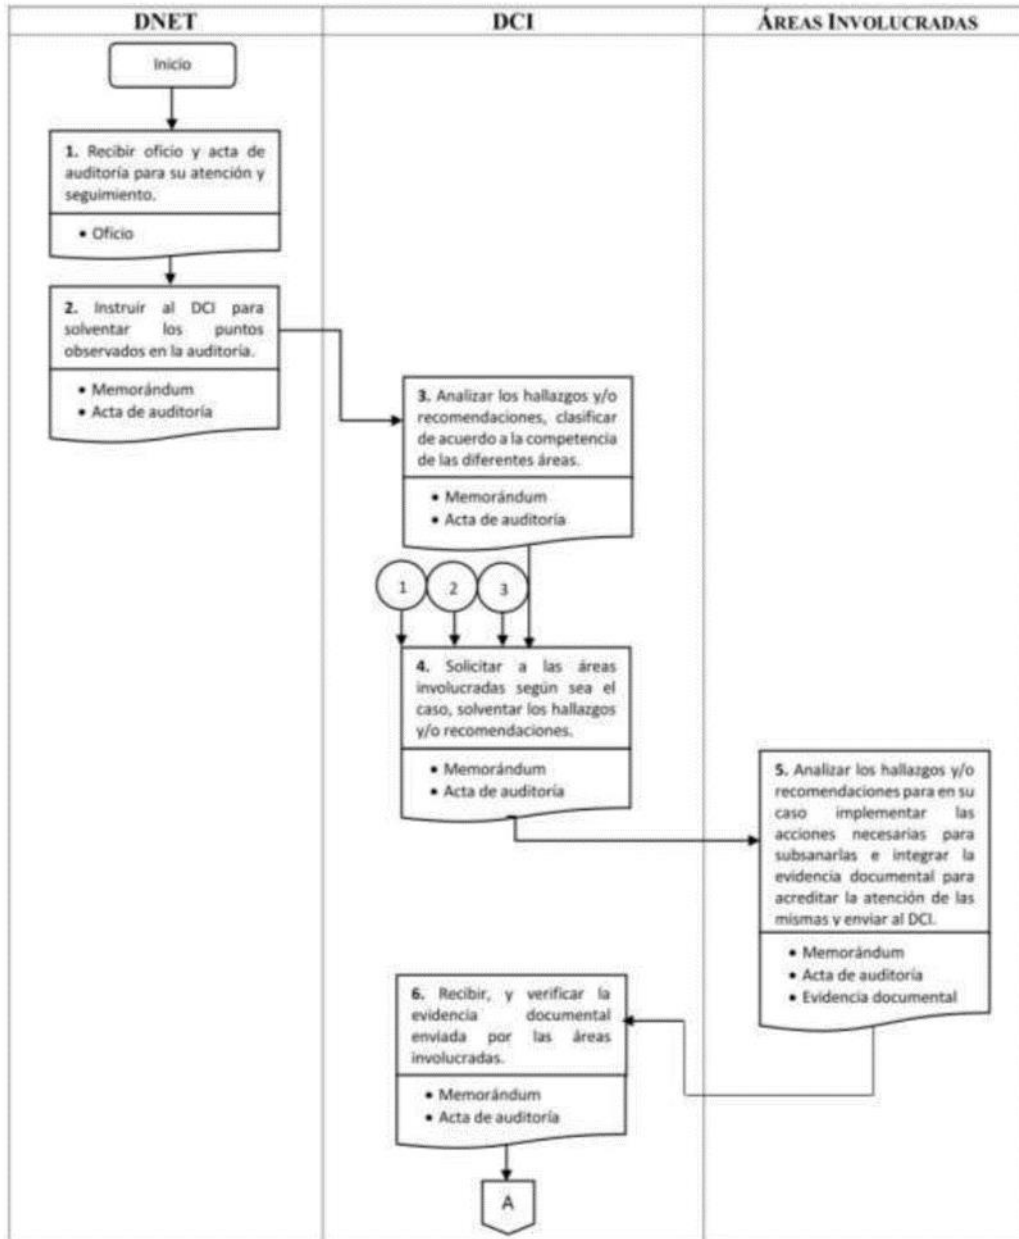 DNET
DCI
ÁREAS INVOLUCRADAS
Inicio
1. Recibir oficio y acta de
auditoría para su atención y
seguimiento.
• Oficio
2. Instruir al DCI para
solventar los puntos
observados en la auditoría.
• Memorándum
• Acta de auditoría
3. Analizar los hallazgos y/o
recomendaciones, clasificar
de acuerdo a la competencia
de las diferentes áreas.
• Memorándum
• Acta de auditoría
1
2
3
4. Solicitar a las áreas
involucradas según sea el
caso, solventar los hallazgos
y/o recomendaciones.
• Memorándum
• Acta de auditoría
5. Analizar los hallazgos y/o
recomendaciones para en su
caso implementar las
acciones necesarias para
subsanarlas e integrar la
evidencia documental para
acreditar la atención de las
mismas y enviar al DCI.
• Memorándum
• Acta de auditoría
• Evidencia documental
6. Recibir, y verificar la
evidencia documental
enviada por las áreas
involucradas.
• Memorándum
• Acta de auditoría
A